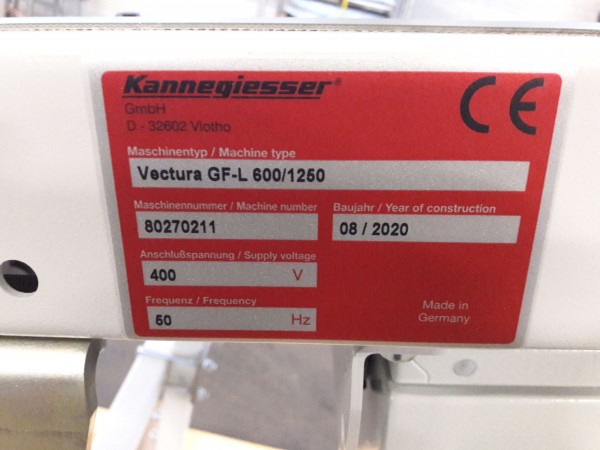 Kannegiesser®
GmbH
D - 32602 Vlotho
CE
Maschinentyp / Machine type
Vectura GF-L 600/1250
Maschinennummer / Machine number
Baujahr / Year of construction
80270211
08 / 2020
Anschlußspannung / Supply voltage
400 V
Frequenz / Frequency
50 Hz
Made in
Germany